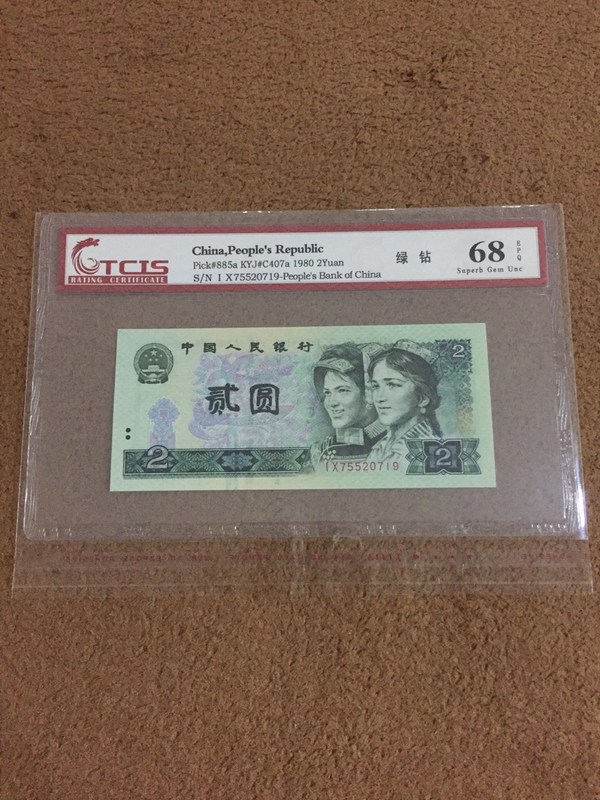 TCIS
RATING CERTIFICATE
China,People's Republic
Pick#885a KYJ#C407a 1980 2Yuan
S/N I X75520719-People's Bank of China
绿钻
68
EPQ
Superb Gem Unc
中国人民银行
贰圆
2
2
IX75520719
2